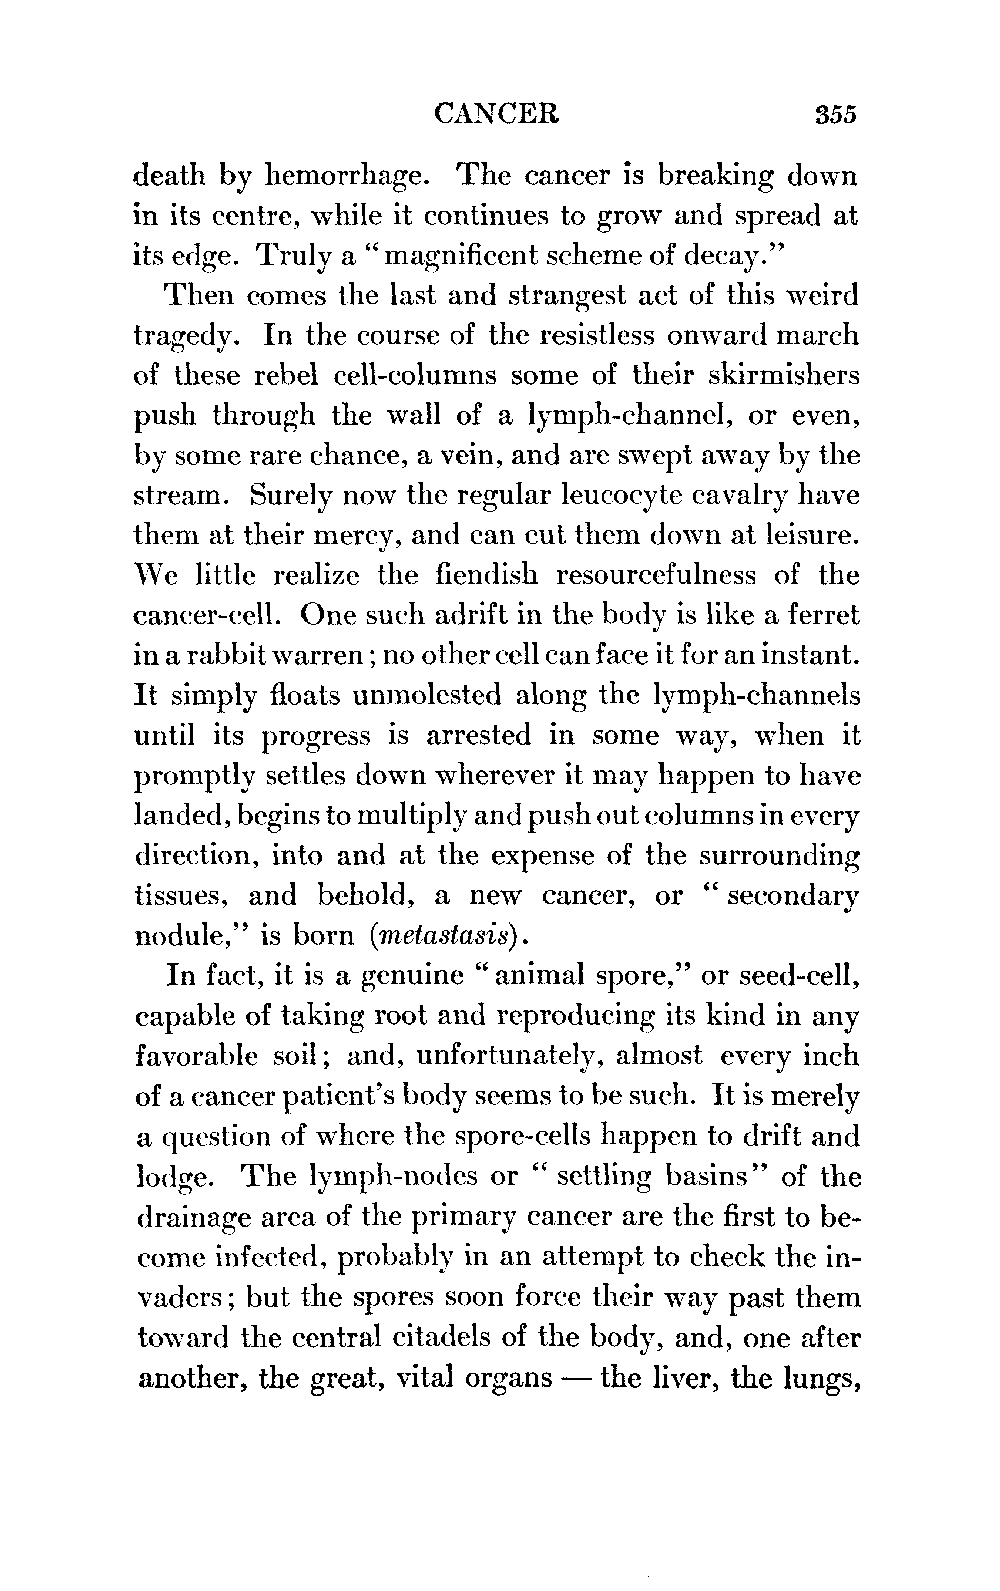 CANCER 355
death by hemorrhage. The cancer is breaking down
in its centre, while it continues to grow and spread at
its edge. Truly a “magnificent scheme of decay.”
Then comes the last and strangest act of this weird
tragedy. In the course of the resistless onward march
of these rebel cell-columns some of their skirmishers
push through the wall of a lymph-channel, or even,
by some rare chance, a vein, and are swept away by the
stream. Surely now the regular leucocyte cavalry have
them at their mercy, and can cut them down at leisure.
We little realize the fiendish resourcefulness of the
cancer-cell. One such adrift in the body is like a ferret
in a rabbit warren; no other cell can face it for an instant.
It simply floats unmolested along the lymph-channels
until its progress is arrested in some way, when it
promptly settles down wherever it may happen to have
landed, begins to multiply and push out columns in every
direction, into and at the expense of the surrounding
tissues, and behold, a new cancer, or “secondary
nodule,” is born (metastasis).
In fact, it is a genuine “animal spore,” or seed-cell,
capable of taking root and reproducing its kind in any
favorable soil; and, unfortunately, almost every inch
of a cancer patient’s body seems to be such. It is merely
a question of where the spore-cells happen to drift and
lodge. The lymph-nodes or “settling basins” of the
drainage area of the primary cancer are the first to be-
come infected, probably in an attempt to check the in-
vaders; but the spores soon force their way past them
toward the central citadels of the body, and, one after
another, the great, vital organs — the liver, the lungs,